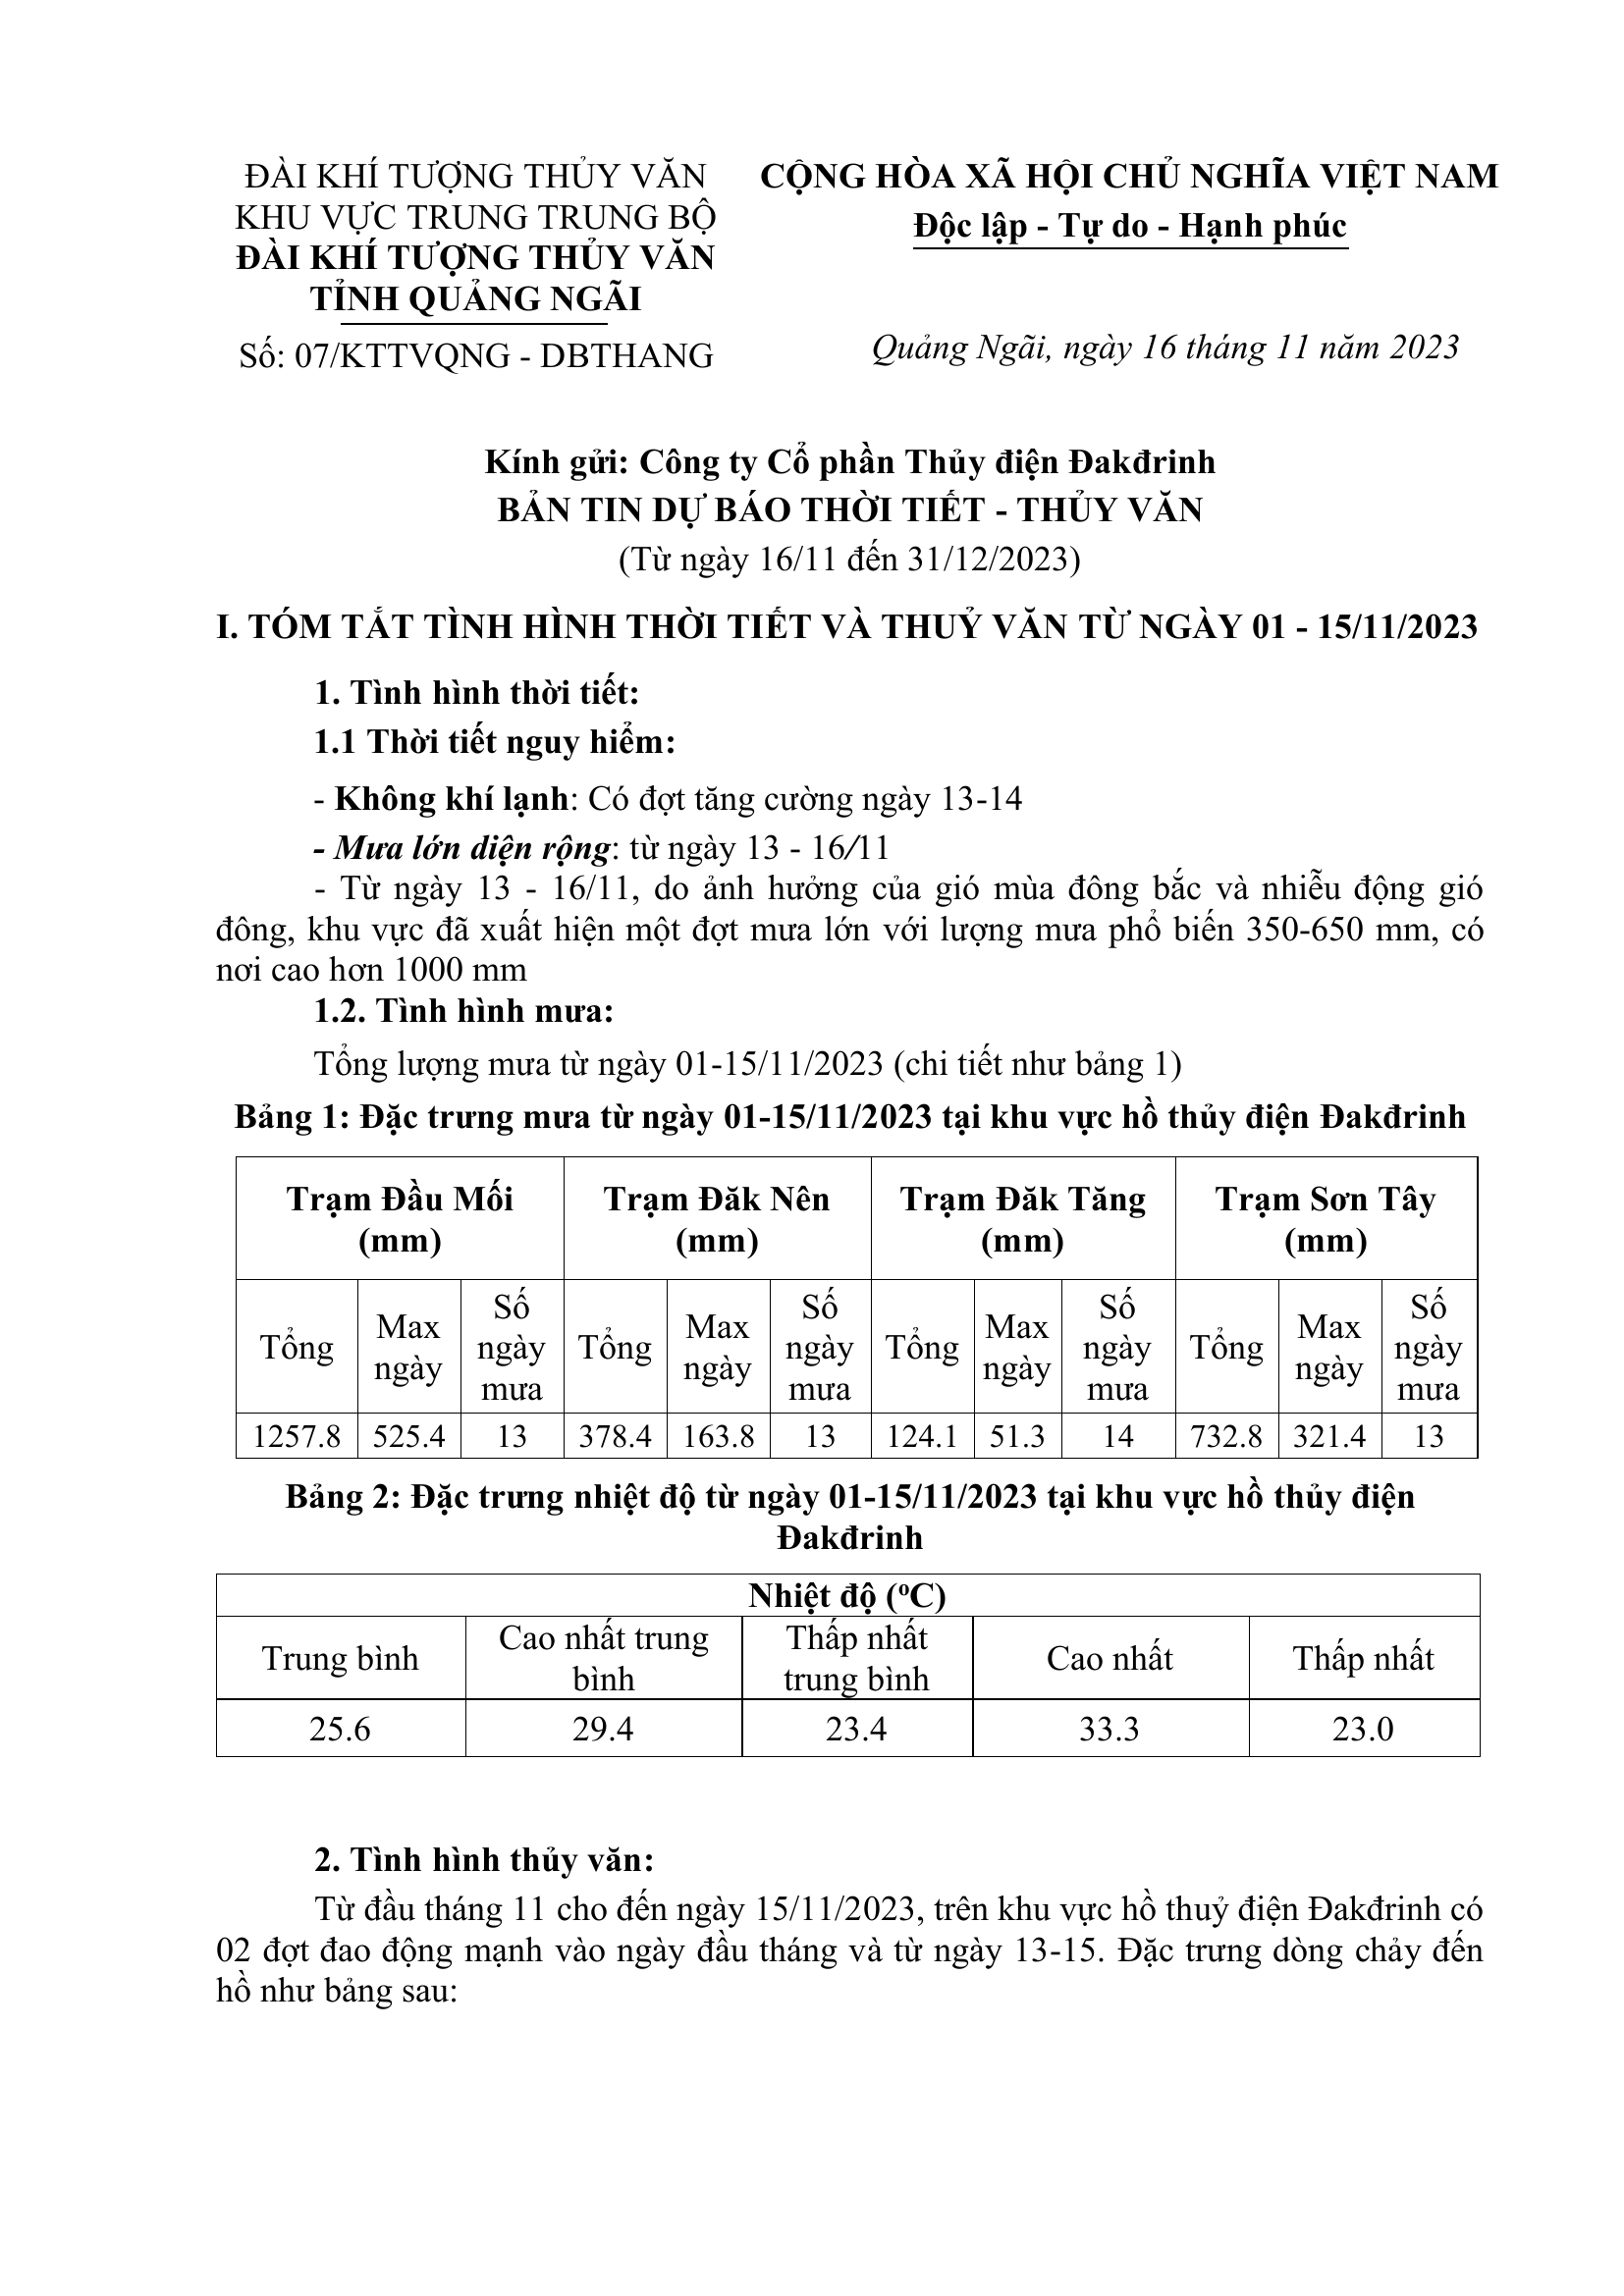 ĐÀI KHÍ TƯỢNG THỦY VĂN
KHU VỰC TRUNG TRUNG BỘ
ĐÀI KHÍ TƯỢNG THỦY VĂN
TỈNH QUẢNG NGÃI
Số: 07/KTTVQNG - DBTHANG
CỘNG HÒA XÃ HỘI CHỦ NGHĨA VIỆT NAM
Độc lập - Tự do - Hạnh phúc
Quảng Ngãi, ngày 16 tháng 11 năm 2023
Kính gửi: Công ty Cổ phần Thủy điện Đakđrinh
BẢN TIN DỰ BÁO THỜI TIẾT - THỦY VĂN
(Từ ngày 16/11 đến 31/12/2023)
I. TÓM TẮT TÌNH HÌNH THỜI TIẾT VÀ THUỶ VĂN TỪ NGÀY 01 - 15/11/2023
1. Tình hình thời tiết:
1.1 Thời tiết nguy hiểm:
- Không khí lạnh: Có đợt tăng cường ngày 13-14
- Mưa lớn diện rộng: từ ngày 13 - 16/11
- Từ ngày 13 - 16/11, do ảnh hưởng của gió mùa đông bắc và nhiễu động gió
đông, khu vực đã xuất hiện một đợt mưa lớn với lượng mưa phổ biến 350-650 mm, có
nơi cao hơn 1000 mm
1.2. Tình hình mưa:
Tổng lượng mưa từ ngày 01-15/11/2023 (chi tiết như bảng 1)
Bảng 1: Đặc trưng mưa từ ngày 01-15/11/2023 tại khu vực hồ thủy điện Đakđrinh
Trạm Đầu Mối (mm) Trạm Đăk Nên (mm) Trạm Đăk Tăng (mm) Trạm Sơn Tây (mm)
Tổng Max ngày Số ngày mưa Tổng Max ngày Số ngày mưa Tổng Max ngày Số ngày mưa Tổng Max ngày Số ngày mưa
1257.8 525.4 13 378.4 163.8 13 124.1 51.3 14 732.8 321.4 13
Bảng 2: Đặc trưng nhiệt độ từ ngày 01-15/11/2023 tại khu vực hồ thủy điện
Đakđrinh
Nhiệt độ (ºC)
Trung bình Cao nhất trung bình Thấp nhất trung bình Cao nhất Thấp nhất
25.6 29.4 23.4 33.3 23.0
2. Tình hình thủy văn:
Từ đầu tháng 11 cho đến ngày 15/11/2023, trên khu vực hồ thuỷ điện Đakđrinh có
02 đợt đao động mạnh vào ngày đầu tháng và từ ngày 13-15. Đặc trưng dòng chảy đến
hồ như bảng sau: